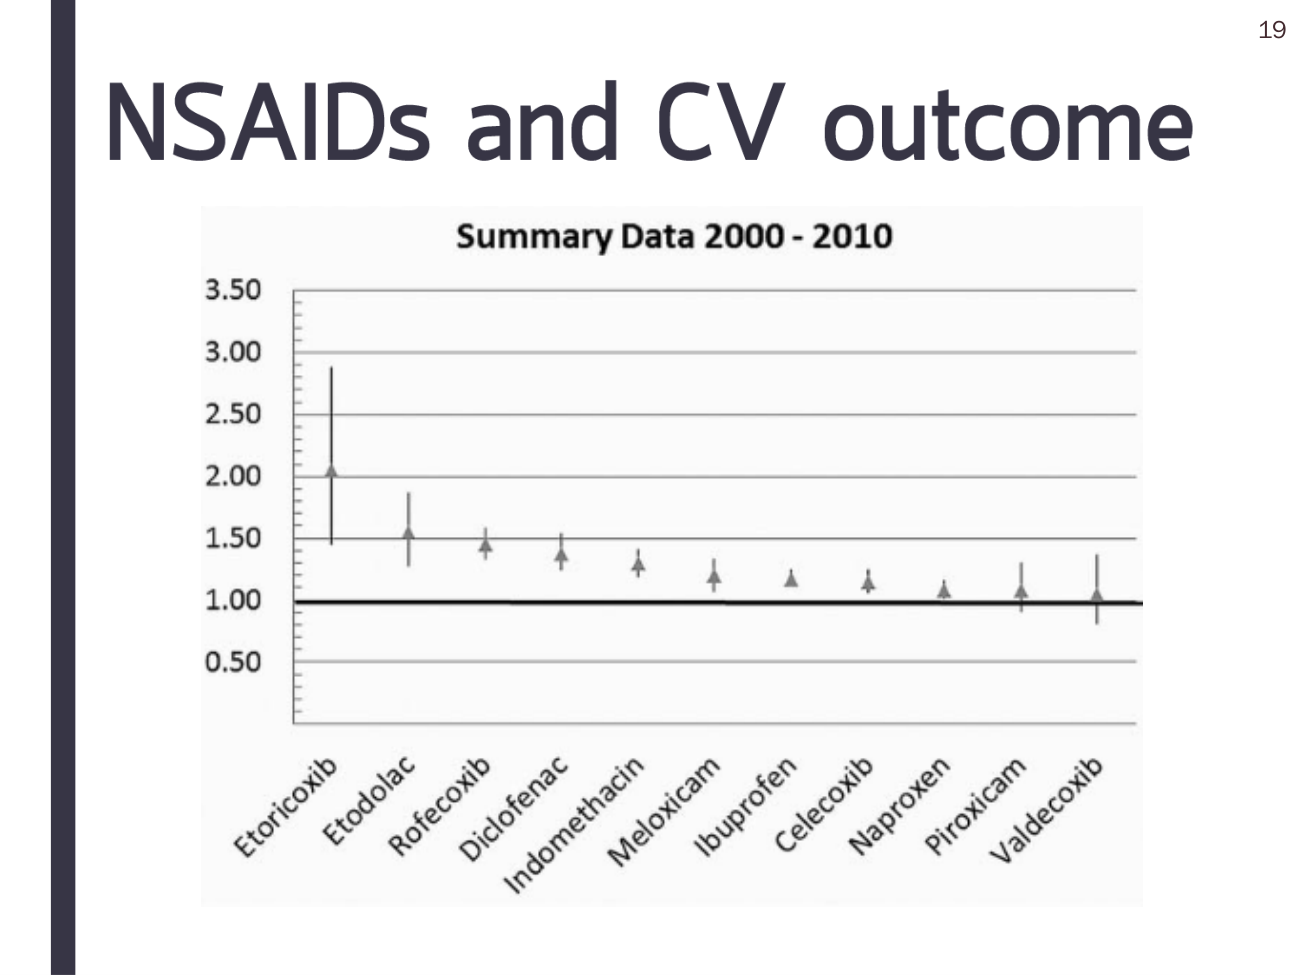 19
NSAIDs and CV outcome
Summary Data 2000 - 2010
3.50
3.00
2.50
2.00
1.50
1.00
0.50
Etoricoxib
Etodolac
Rofecoxib
Diclofenac
Indomethacin
Meloxicam
Ibuprofen
Celecoxib
Naproxen
Piroxicam
Valdecoxib